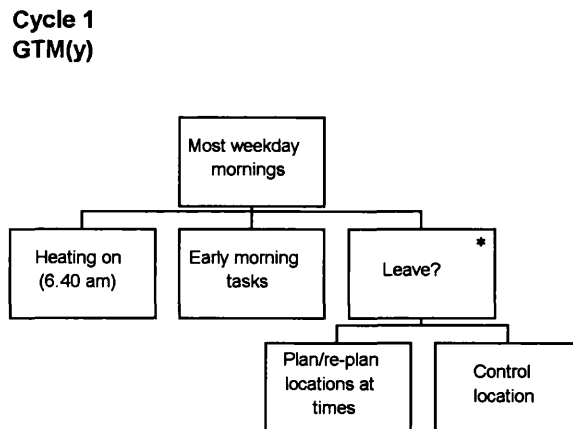 Cycle 1
GTM(y)
Most weekday
mornings
Heating on
(6.40 am)
Early morning
tasks
*
Leave?
Plan/re-plan
locations at
times
Control
location